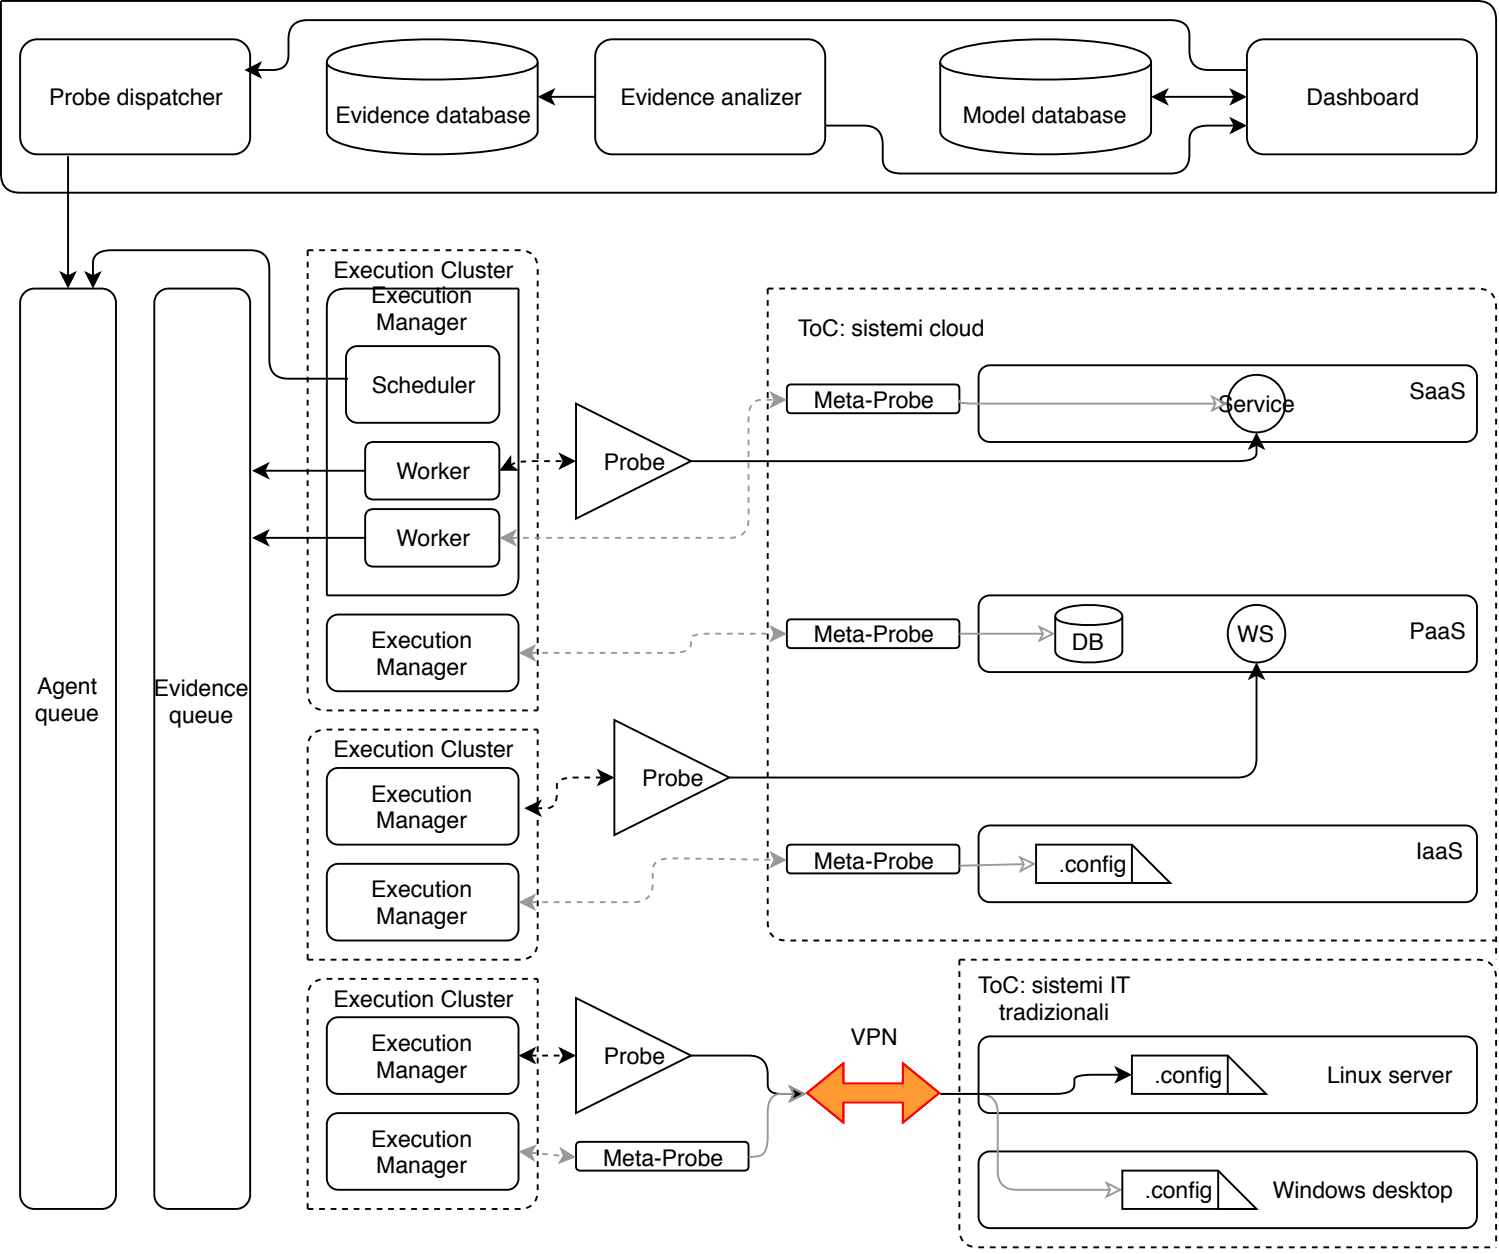 Probe dispatcher
Evidence database
Evidence analizer
Model database
Dashboard
Agent
queue
Evidence
queue
Execution Cluster
Execution
Manager
Scheduler
Worker
Worker
Execution
Manager
Probe
Execution Cluster
Execution
Manager
Execution
Manager
Probe
Execution Cluster
Execution
Manager
Execution
Manager
Probe
Meta-Probe
VPN
ToC: sistemi cloud
Meta-Probe
Service
SaaS
Meta-Probe
DB
WS
PaaS
Meta-Probe
.config
IaaS
ToC: sistemi IT
tradizionali
.config
Linux server
.config
Windows desktop